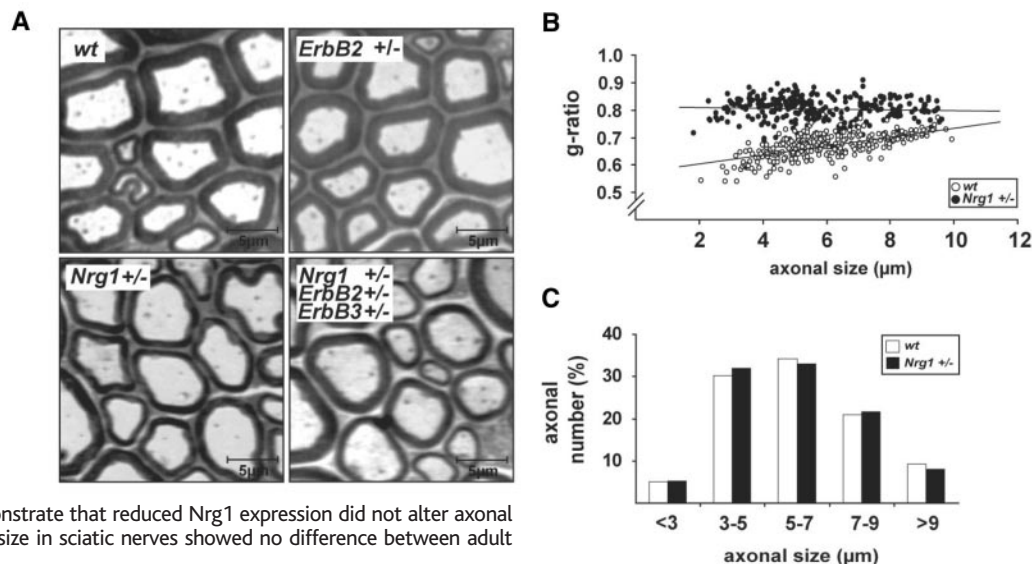 A
wt
5µm
ErbB2 +/-
5µm
Nrg1 +/-
5µm
Nrg1 +/-
ErbB2 +/-
ErbB3 +/-
5µm
onstrate that reduced Nrg1 expression did not alter axonal
size in sciatic nerves showed no difference between adult
B
g-ratio
1.0
0.9
0.8
0.7
0.6
0.5
wt
Nrg1 +/-
2 4 6 8 10 12
axonal size (µm)
C
axonal
number (%)
40
30
20
10
wt
Nrg1 +/-
<3 3-5 5-7 7-9 >9
axonal size (µm)